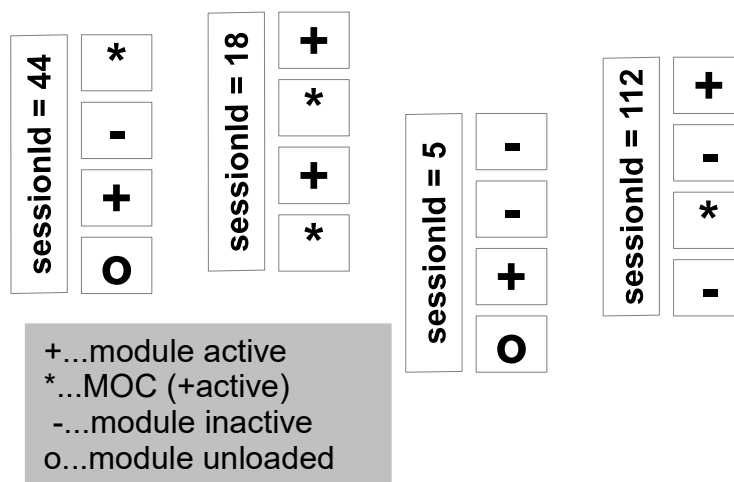 sessionId = 44
*
-
+
o
sessionId = 18
+
*
+
*
sessionId = 5
-
-
+
o
sessionId = 112
+
-
*
-
+...module active
*...MOC (+active)
-...module inactive
o...module unloaded